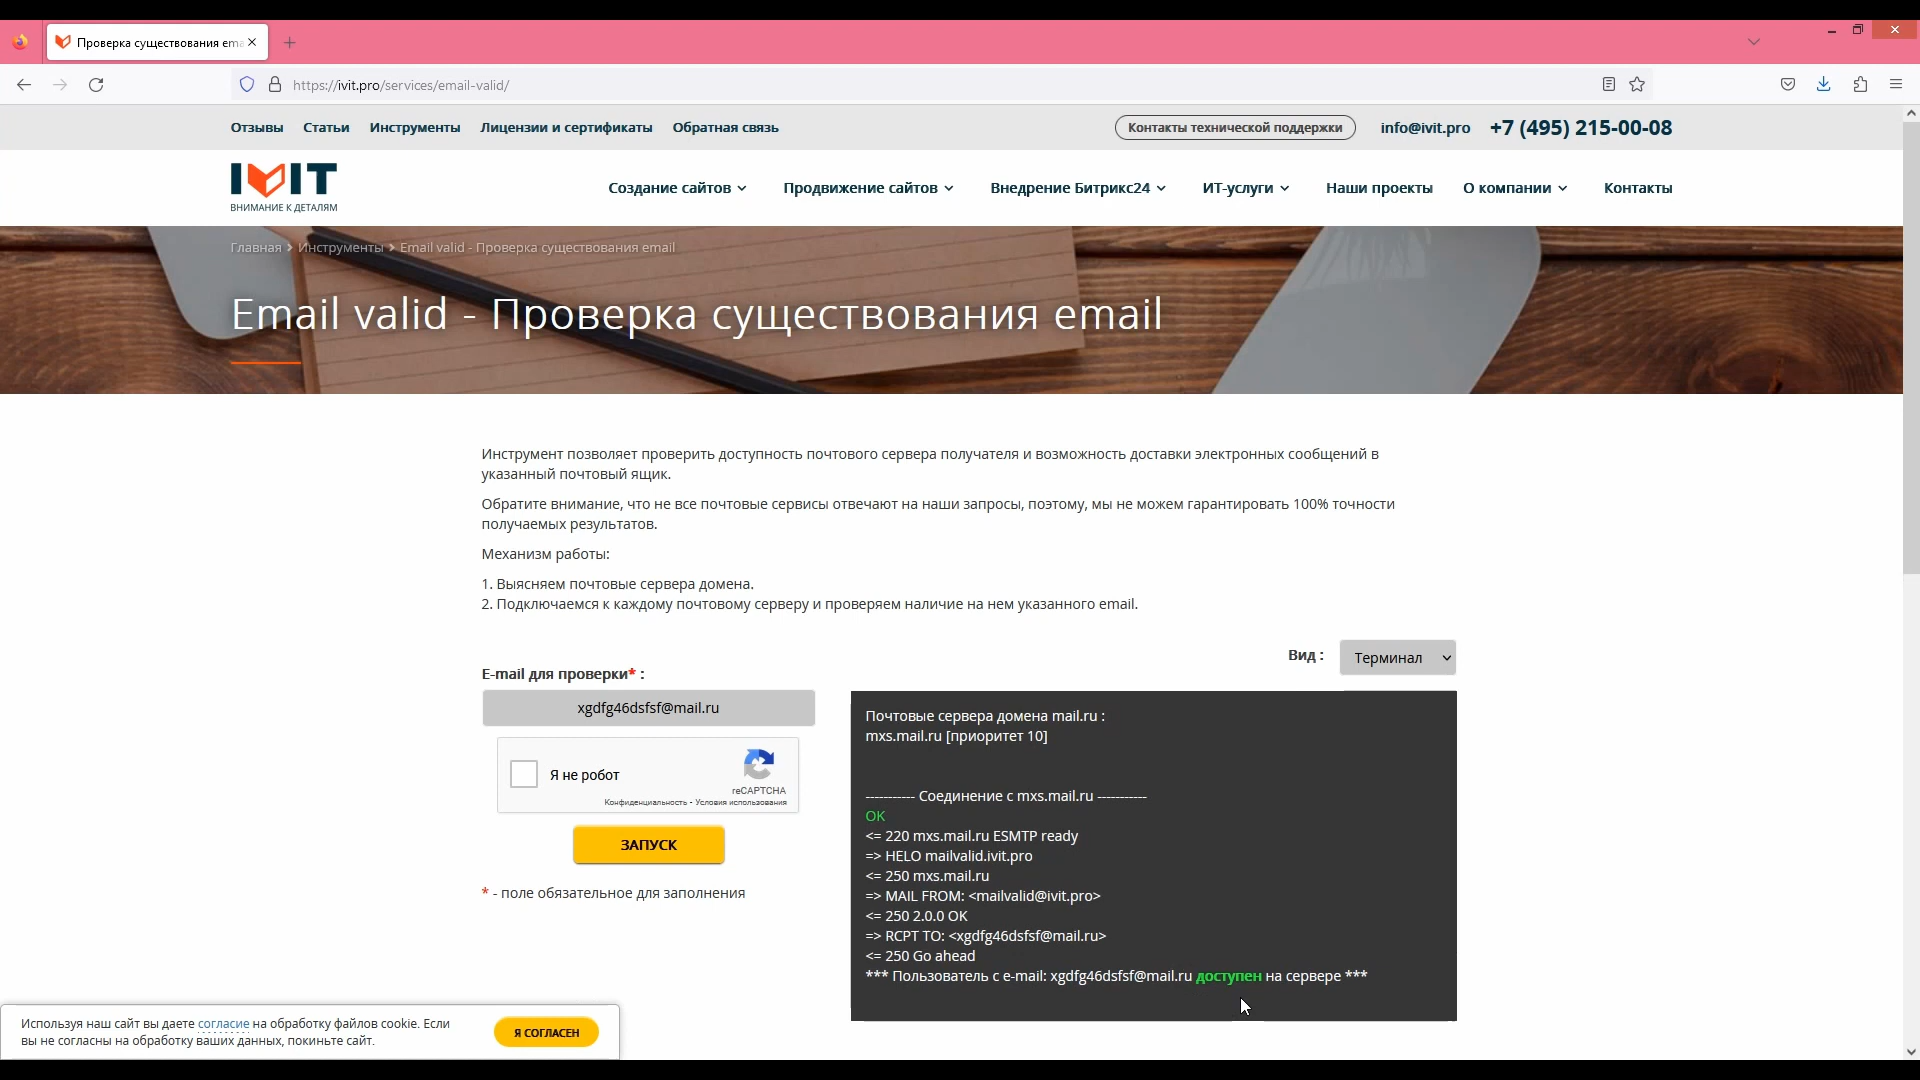 Проверка существования ema
https://ivit.pro/services/email-valid/
Отзывы Статьи Инструменты Лицензии и сертификаты Обратная связь Контакты технической поддержки info@ivit.pro +7 (495) 215-00-08
IVIT
ВНИМАНИЕ К ДЕТАЛЯМ
Создание сайтов Продвижение сайтов Внедрение Битрикс24 ИТ-услуги Наши проекты О компании Контакты
Главная > Инструменты > Email valid - Проверка существования email
Email valid - Проверка существования email
Инструмент позволяет проверить доступность почтового сервера получателя и возможность доставки электронных сообщений в
указанный почтовый ящик.
Обратите внимание, что не все почтовые сервисы отвечают на наши запросы, поэтому, мы не можем гарантировать 100% точности
получаемых результатов.
Механизм работы:
1. Выясняем почтовые сервера домена.
2. Подключаемся к каждому почтовому серверу и проверяем наличие на нем указанного email.
Вид : Терминал
E-mail для проверки* :
xgdfg46dsfsf@mail.ru
Я не робот
reCAPTCHA
Конфиденциальность - Условия использования
ЗАПУСК
* - поле обязательное для заполнения
Почтовые сервера домена mail.ru :
mxs.mail.ru [приоритет 10]
----------- Соединение с mxs.mail.ru -----------
OK
<= 220 mxs.mail.ru ESMTP ready
=> HELO mailvalid.ivit.pro
<= 250 mxs.mail.ru
=> MAIL FROM: <mailvalid@ivit.pro>
<= 250 2.0.0 OK
=> RCPT TO: <xgdfg46dsfsf@mail.ru>
<= 250 Go ahead
*** Пользователь с e-mail: xgdfg46dsfsf@mail.ru доступен на сервере ***
Используя наш сайт вы даете согласие на обработку файлов cookie. Если
вы не согласны на обработку ваших данных, покиньте сайт.
Я СОГЛАСЕН